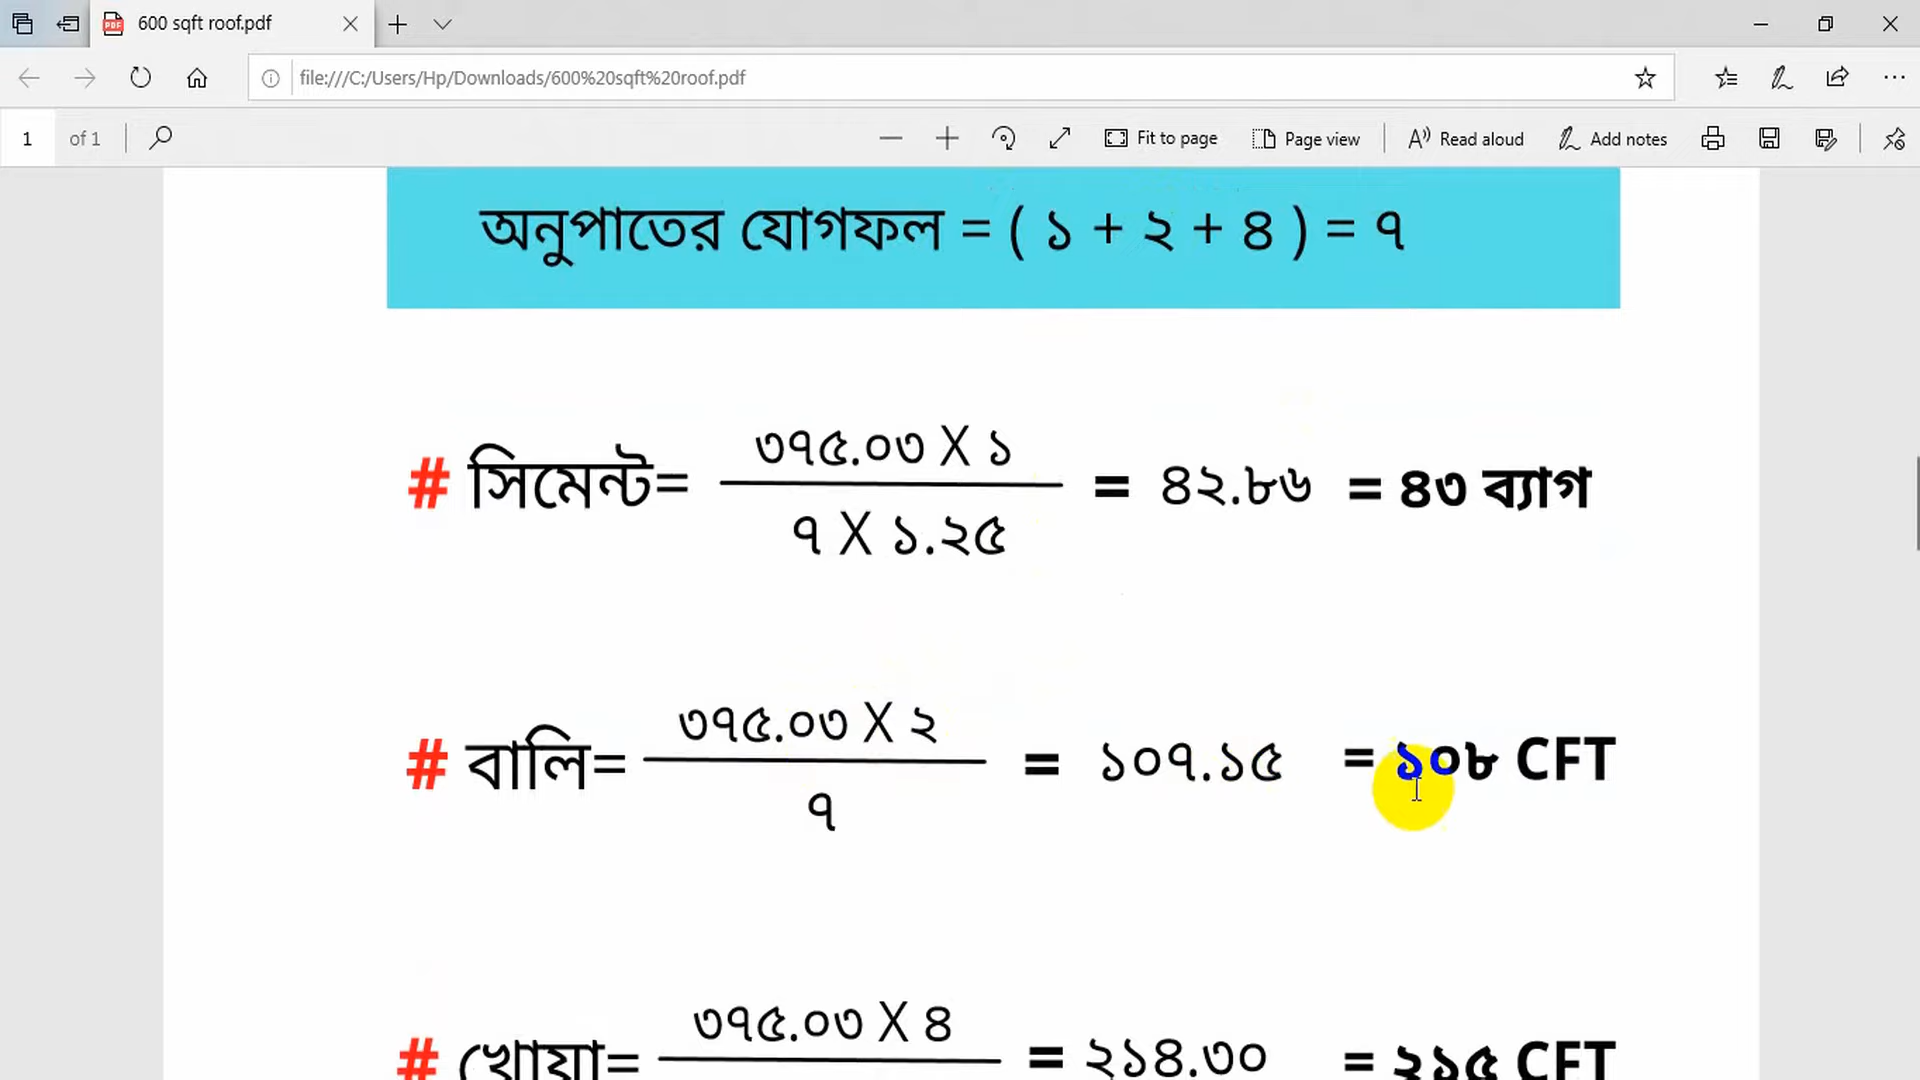 600 sqft roof.pdf
file:///C:/Users/Hp/Downloads/600%20sqft%20roof.pdf
1 of 1 Fit to page Page view Read aloud Add notes
অনুপাতের যোগফল = ( ১ + ২ + ৪ ) = ৭
# সিমেন্ট= ৩৭৫.০৩ X ১
৭ X ১.২৫
= ৪২.৮৬ = ৪৩ ব্যাগ
# বালি= ৩৭৫.০৩ X ২
৭
= ১০৭.১৫ = ১০৮ CFT
# খোয়া= ৩৭৫.০৩ X ৪
= ২১৪.৩০ = ২১৫ CFT